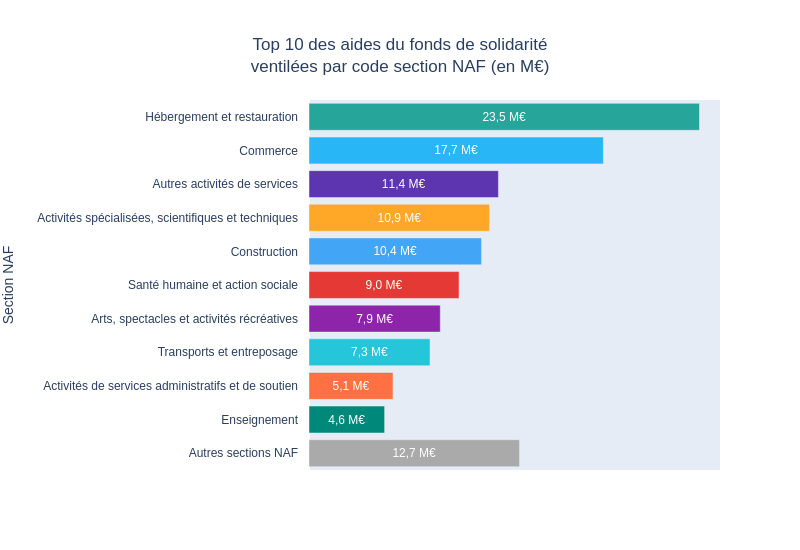 Top 10 des aides du fonds de solidarité
ventilées par code section NAF (en M€)
Section NAF
Hébergement et restauration 23,5 M€
Commerce 17,7 M€
Autres activités de services 11,4 M€
Activités spécialisées, scientifiques et techniques 10,9 M€
Construction 10,4 M€
Santé humaine et action sociale 9,0 M€
Arts, spectacles et activités récréatives 7,9 M€
Transports et entreposage 7,3 M€
Activités de services administratifs et de soutien 5,1 M€
Enseignement 4,6 M€
Autres sections NAF 12,7 M€